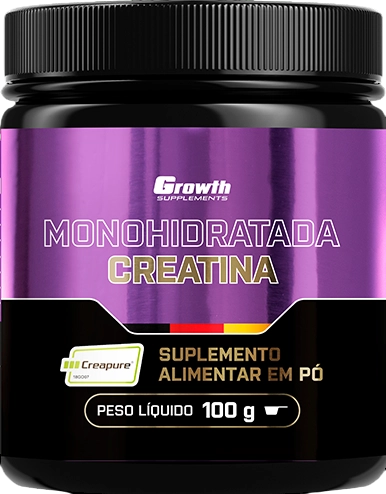 Growth
SUPPLEMENTS
MONOHIDRATADA
CREATINA
Creapure®
SUPLEMENTO
ALIMENTAR EM PÓ
PESO LÍQUIDO 100 g